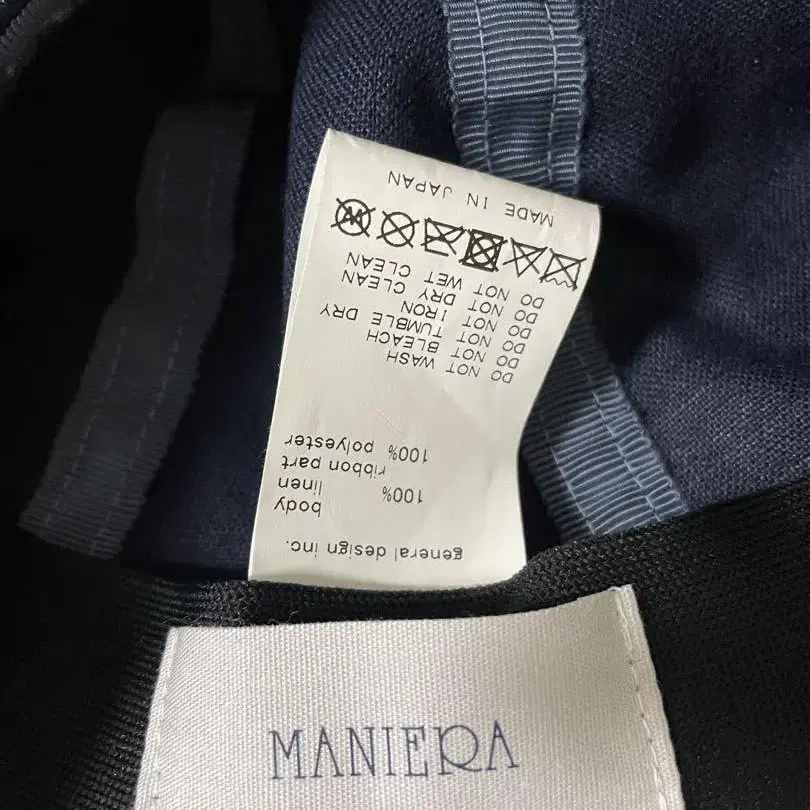 general design inc.
body
100% linen
ribbon part
100% polyester
DO NOT WASH
DO NOT BLEACH
DO NOT TUMBLE DRY
DO NOT IRON
DO NOT DRY CLEAN
DO NOT WET CLEAN
W
MADE IN JAPAN
MANIERA